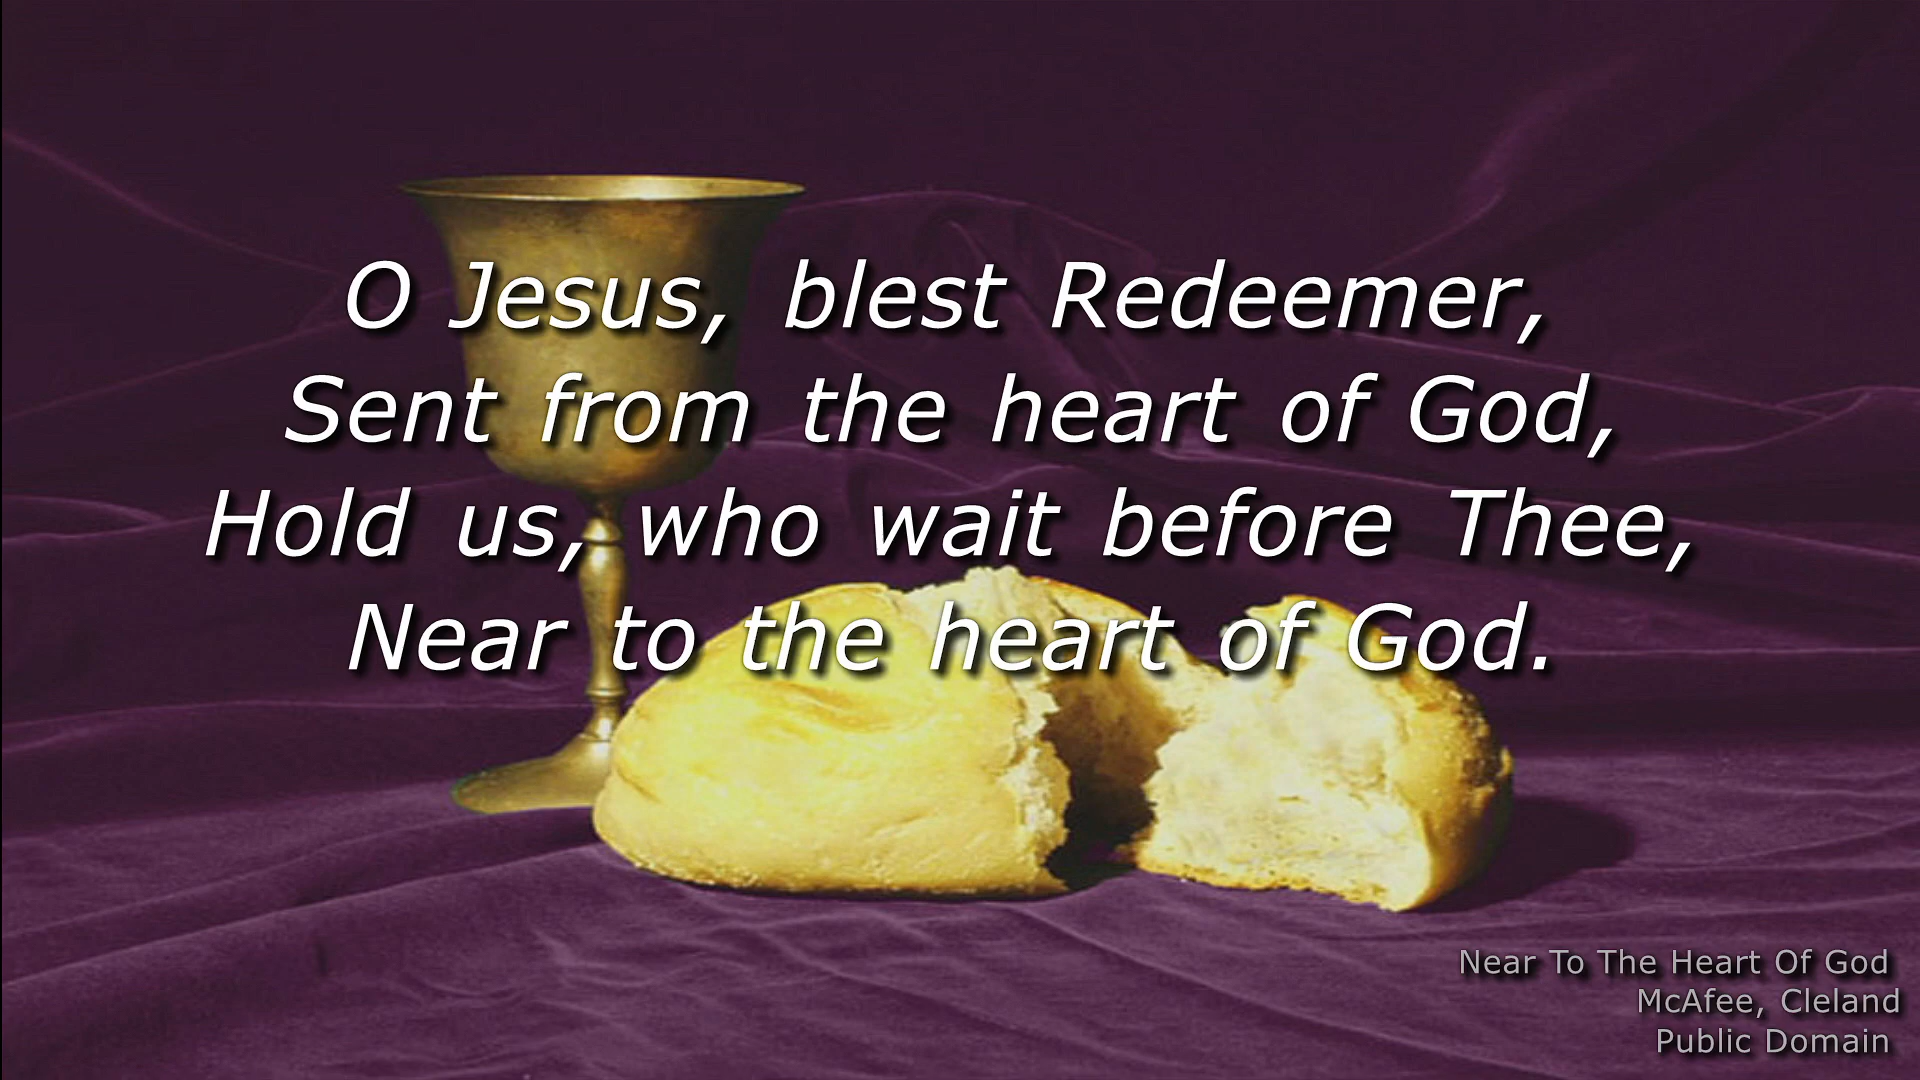 O Jesus, blest Redeemer,
Sent from the heart of God,
Hold us, who wait before Thee,
Near to the heart of God.
Near To The Heart Of God
McAfee, Cleland
Public Domain